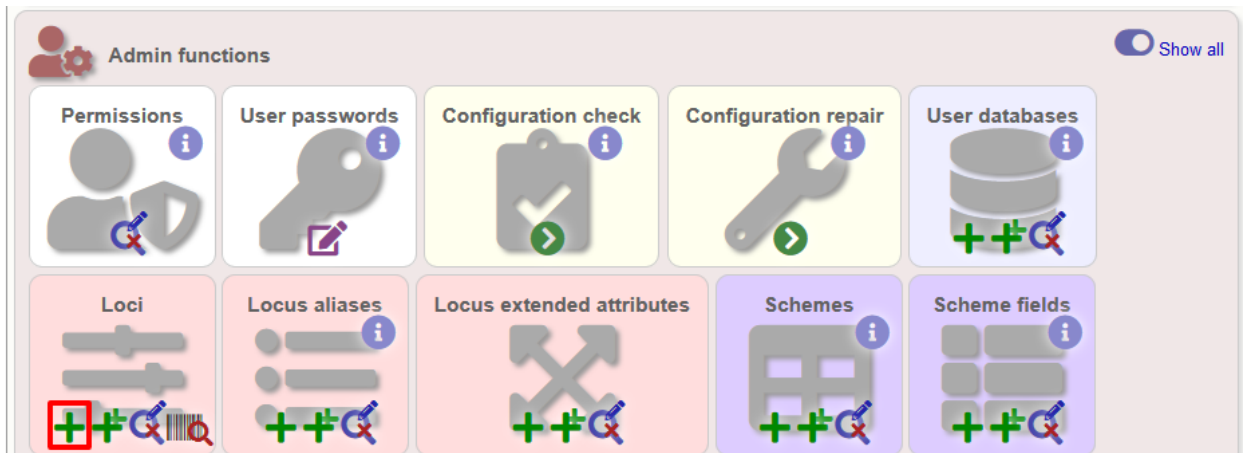 Admin functions
Show all
Permissions
User passwords
Configuration check
Configuration repair
User databases
Loci
Locus aliases
Locus extended attributes
Schemes
Scheme fields